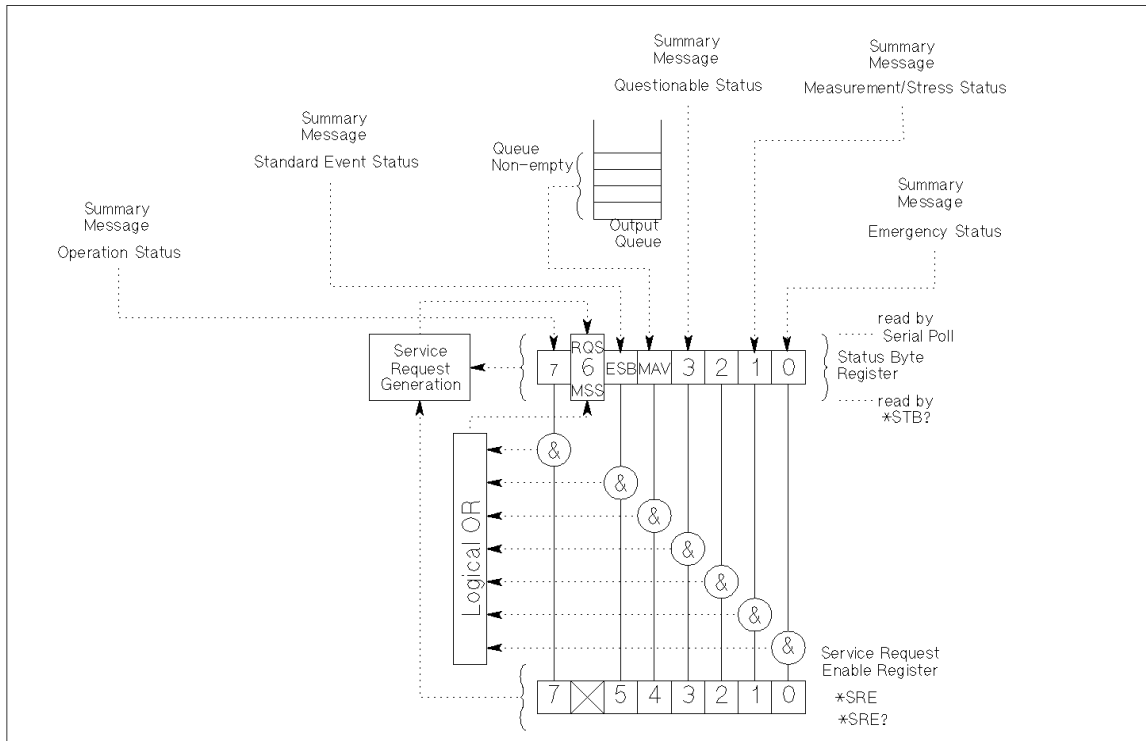 Summary
Message
Questionable Status
Summary
Message
Measurement/Stress Status
Summary
Message
Standard Event Status
Queue
Non-empty
Output
Queue
Summary
Message
Emergency Status
Summary
Message
Operation Status
read by
Serial Poll
Status Byte
Register
read by
*STB?
Service
Request
Generation
7
RQS
6
MSS
ESB
MAV
3
2
1
0
Logical OR
&
&
&
&
&
&
&
Service Request
Enable Register
*SRE
*SRE?
7
5
4
3
2
1
0